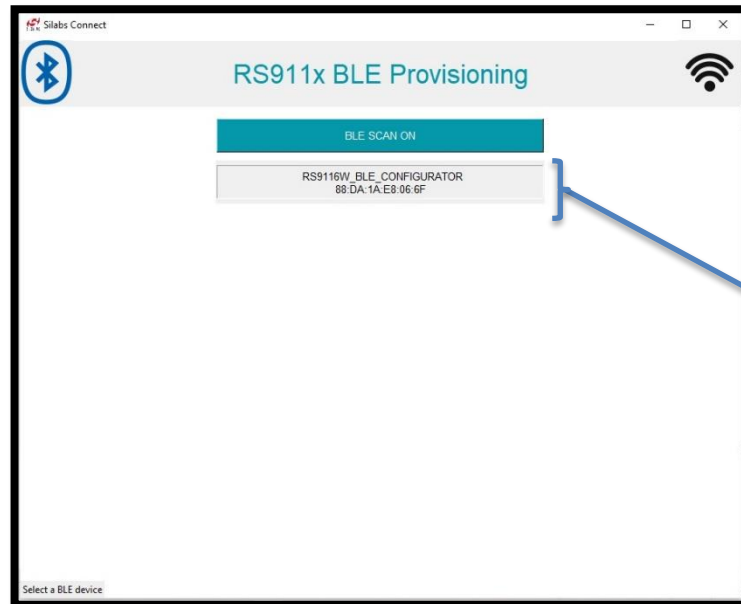 Silabs Connect
RS911x BLE Provisioning
BLE SCAN ON
RS9116W_BLE_CONFIGURATOR
88:DA:1A:E8:06:6F
Select a BLE device